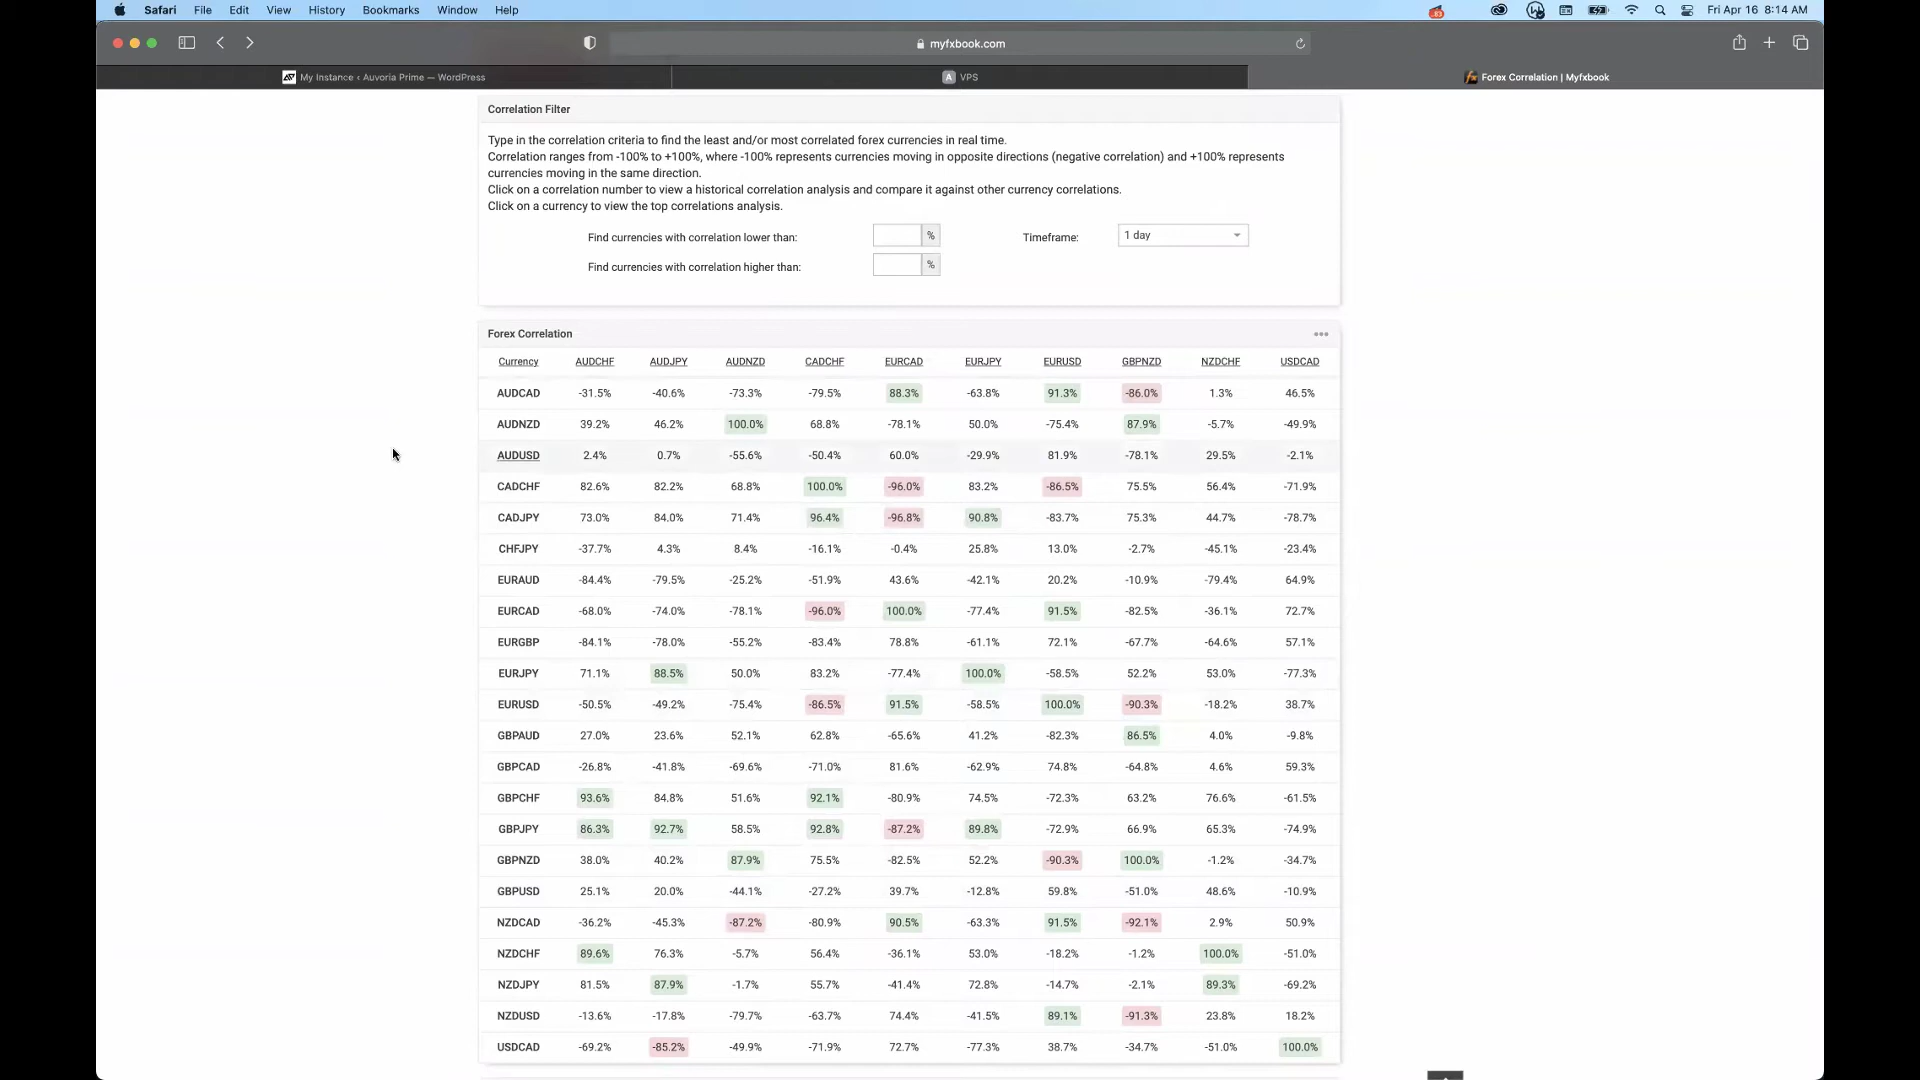 Safari File Edit View History Bookmarks Window Help Fri Apr 16 8:14 AM
myfxbook.com
My Instance ‹ Auvoria Prime — WordPress
VPS
Forex Correlation | Myfxbook
Correlation Filter
Type in the correlation criteria to find the least and/or most correlated forex currencies in real time.
Correlation ranges from -100% to +100%, where -100% represents currencies moving in opposite directions (negative correlation) and +100% represents
currencies moving in the same direction.
Click on a correlation number to view a historical correlation analysis and compare it against other currency correlations.
Click on a currency to view the top correlations analysis.
Find currencies with correlation lower than: % Timeframe: 1 day
Find currencies with correlation higher than: %
Forex Correlation
Currency AUDCHF AUDJPY AUDNZD CADCHF EURCAD EURJPY EURUSD GBPNZD NZDCHF USDCAD
AUDCAD -31.5% -40.6% -73.3% -79.5% 88.3% -63.8% 91.3% -86.0% 1.3% 46.5%
AUDNZD 39.2% 46.2% 100.0% 68.8% -78.1% 50.0% -75.4% 87.9% -5.7% -49.9%
AUDUSD 2.4% 0.7% -55.6% -50.4% 60.0% -29.9% 81.9% -78.1% 29.5% -2.1%
CADCHF 82.6% 82.2% 68.8% 100.0% -96.0% 83.2% -86.5% 75.5% 56.4% -71.9%
CADJPY 73.0% 84.0% 71.4% 96.4% -96.8% 90.8% -83.7% 75.3% 44.7% -78.7%
CHFJPY -37.7% 4.3% 8.4% -16.1% -0.4% 25.8% 13.0% -2.7% -45.1% -23.4%
EURAUD -84.4% -79.5% -25.2% -51.9% 43.6% -42.1% 20.2% -10.9% -79.4% 64.9%
EURCAD -68.0% -74.0% -78.1% -96.0% 100.0% -77.4% 91.5% -82.5% -36.1% 72.7%
EURGBP -84.1% -78.0% -55.2% -83.4% 78.8% -61.1% 72.1% -67.7% -64.6% 57.1%
EURJPY 71.1% 88.5% 50.0% 83.2% -77.4% 100.0% -58.5% 52.2% 53.0% -77.3%
EURUSD -50.5% -49.2% -75.4% -86.5% 91.5% -58.5% 100.0% -90.3% -18.2% 38.7%
GBPAUD 27.0% 23.6% 52.1% 62.8% -65.6% 41.2% -82.3% 86.5% 4.0% -9.8%
GBPCAD -26.8% -41.8% -69.6% -71.0% 81.6% -62.9% 74.8% -64.8% 4.6% 59.3%
GBPCHF 93.6% 84.8% 51.6% 92.1% -80.9% 74.5% -72.3% 63.2% 76.6% -61.5%
GBPJPY 86.3% 92.7% 58.5% 92.8% -87.2% 89.8% -72.9% 66.9% 65.3% -74.9%
GBPNZD 38.0% 40.2% 87.9% 75.5% -82.5% 52.2% -90.3% 100.0% -1.2% -34.7%
GBPUSD 25.1% 20.0% -44.1% -27.2% 39.7% -12.8% 59.8% -51.0% 48.6% -10.9%
NZDCAD -36.2% -45.3% -87.2% -80.9% 90.5% -63.3% 91.5% -92.1% 2.9% 50.9%
NZDCHF 89.6% 76.3% -5.7% 56.4% -36.1% 53.0% -18.2% -1.2% 100.0% -51.0%
NZDJPY 81.5% 87.9% -1.7% 55.7% -41.4% 72.8% -14.7% -2.1% 89.3% -69.2%
NZDUSD -13.6% -17.8% -79.7% -63.7% 74.4% -41.5% 89.1% -91.3% 23.8% 18.2%
USDCAD -69.2% -85.2% -49.9% -71.9% 72.7% -77.3% 38.7% -34.7% -51.0% 100.0%